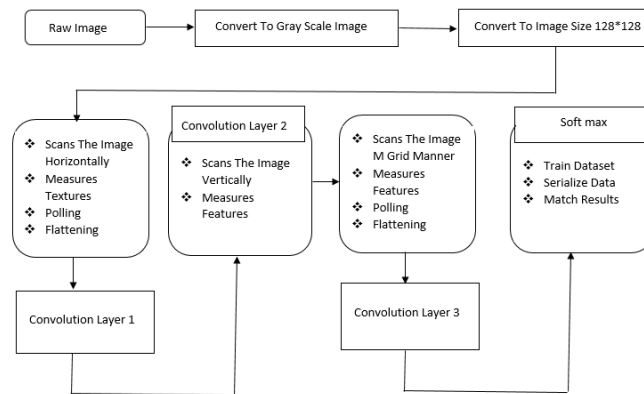 Raw Image
Convert To Gray Scale Image
Convert To Image Size 128*128
Scans The Image
Horizontally
Measures
Textures
Polling
Flattening
Convolution Layer 1
Convolution Layer 2
Scans The Image
Vertically
Measures
Features
Scans The Image
M Grid Manner
Measures
Features
Polling
Flattening
Convolution Layer 3
Soft max
Train Dataset
Serialize Data
Match Results